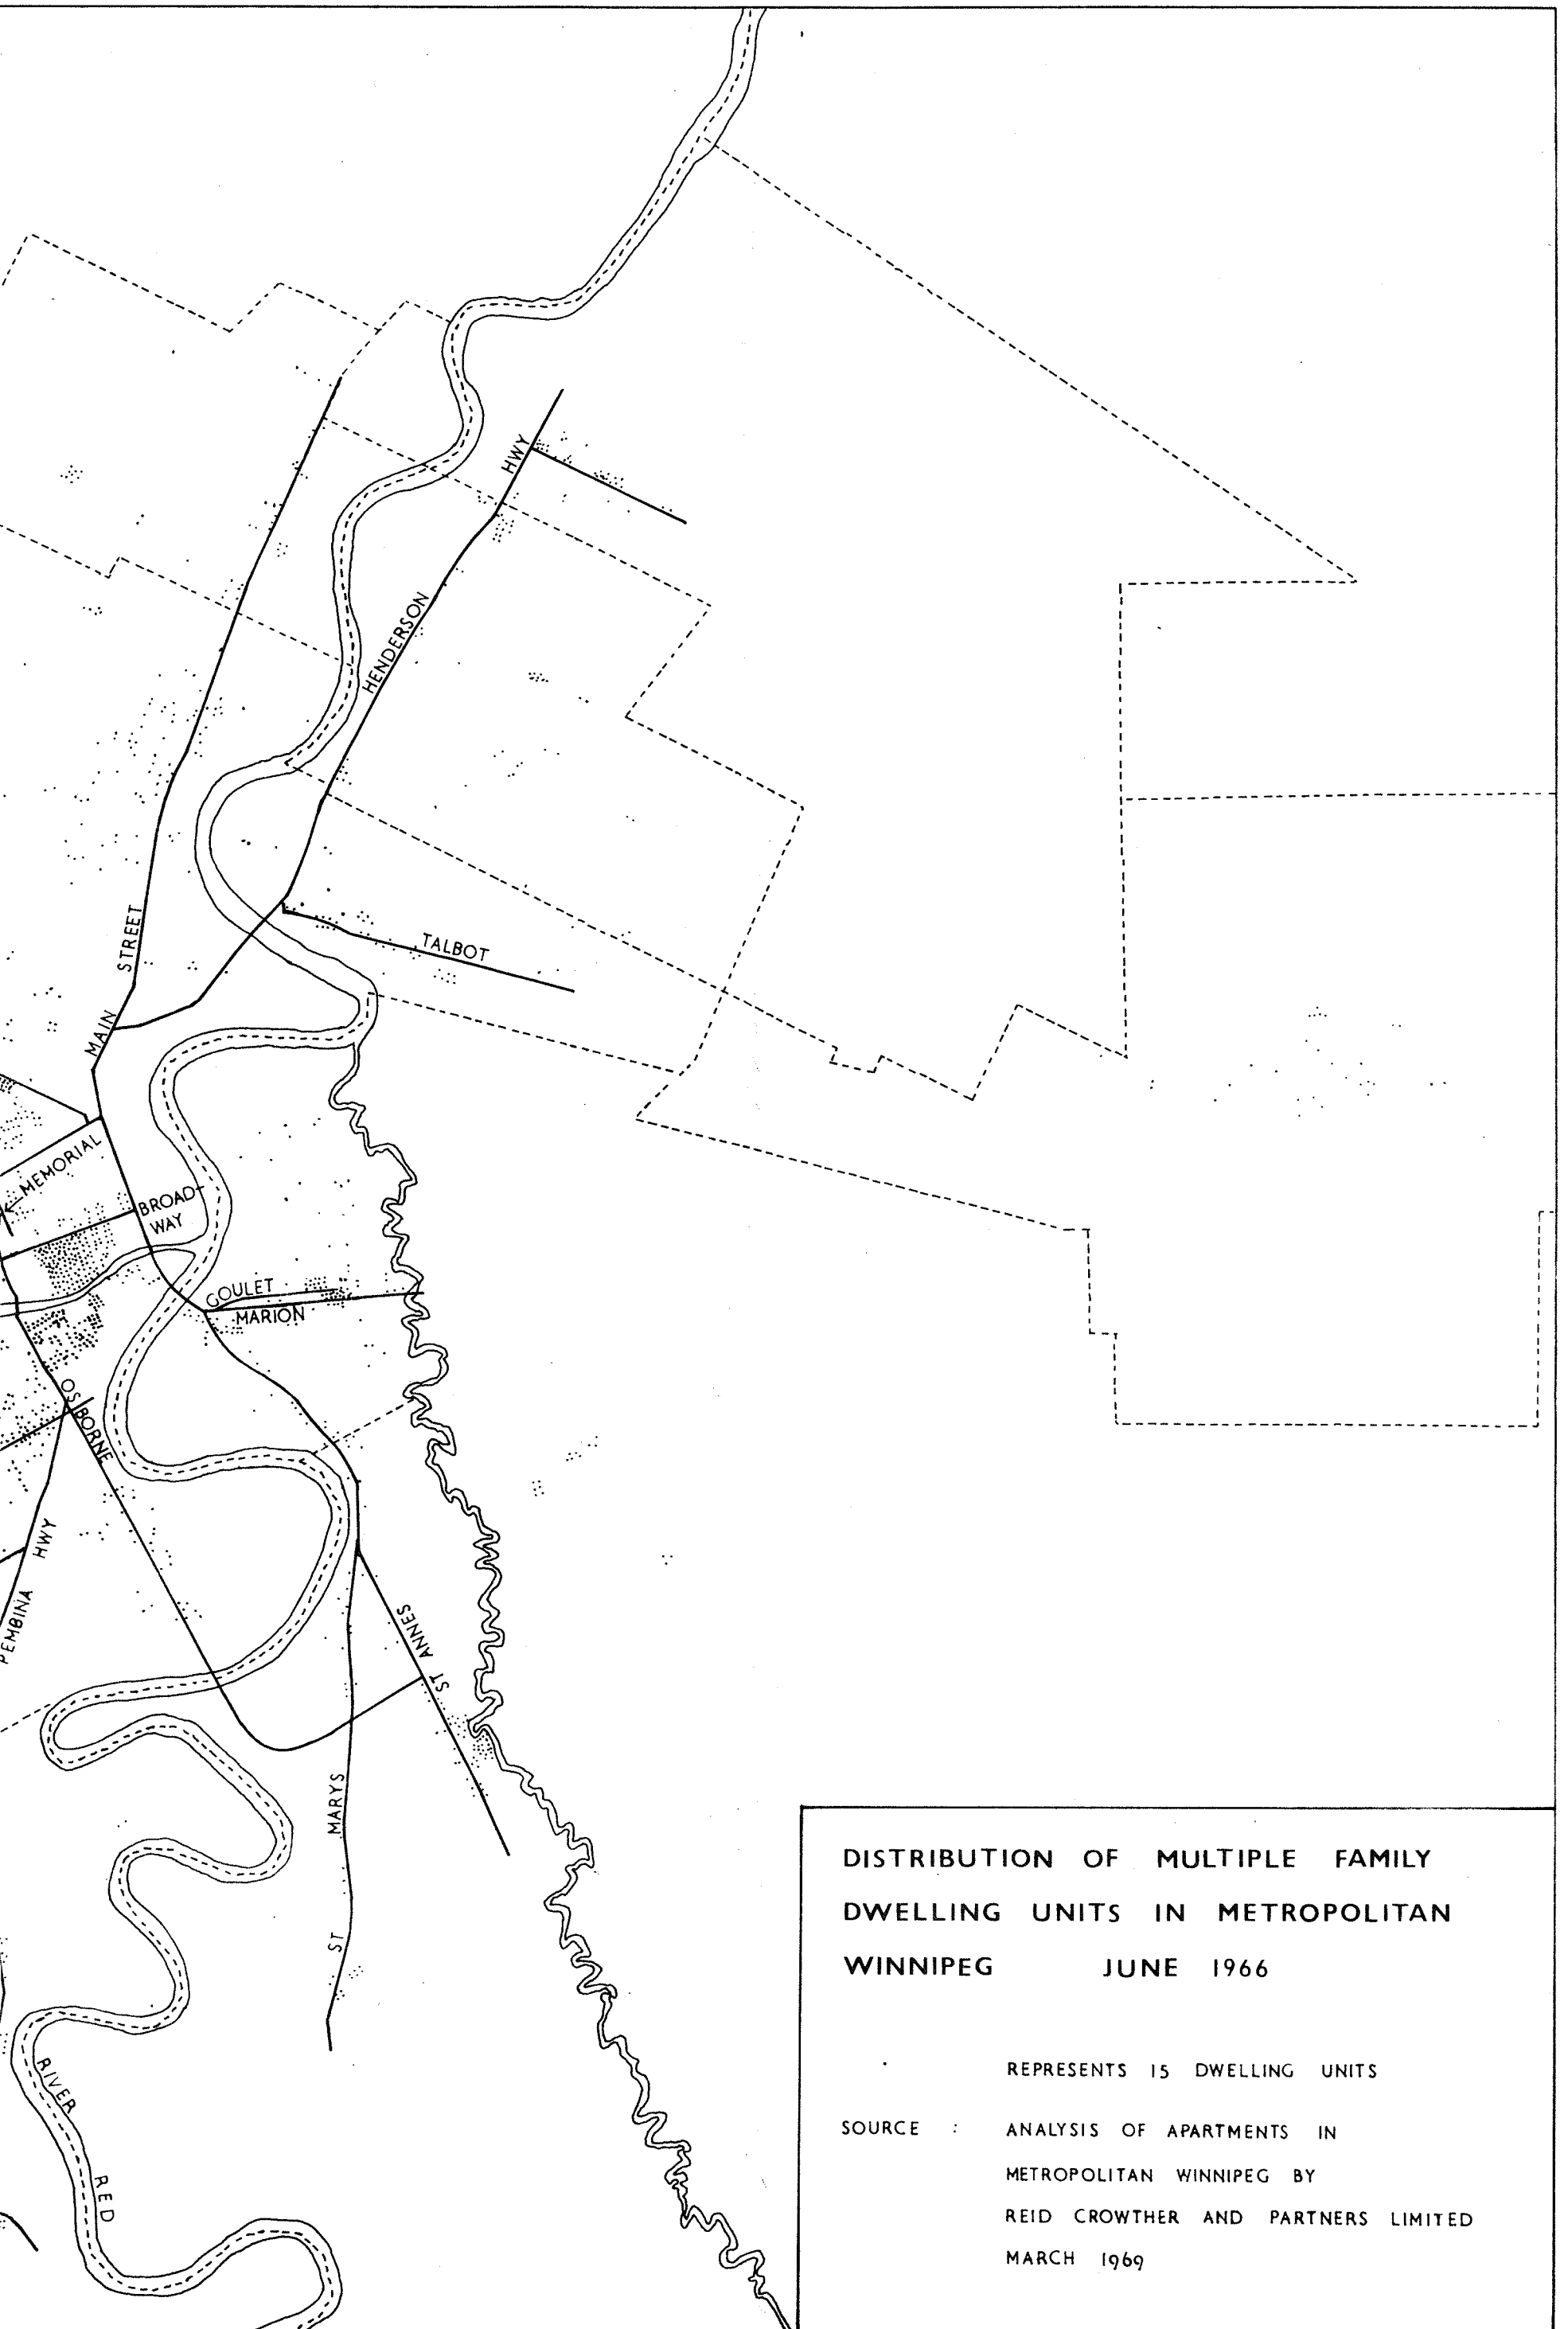 HWY
HENDERSON
STREET
TALBOT
MAIN
MEMORIAL
BROAD-
WAY
GOULET
MARION
OSBORNE
PEMBINA HWY
ST ANNES
ST MARYS
RIVER
RED
DISTRIBUTION OF MULTIPLE FAMILY
DWELLING UNITS IN METROPOLITAN
WINNIPEG JUNE 1966
. REPRESENTS 15 DWELLING UNITS
SOURCE : ANALYSIS OF APARTMENTS IN
METROPOLITAN WINNIPEG BY
REID CROWTHER AND PARTNERS LIMITED
MARCH 1969